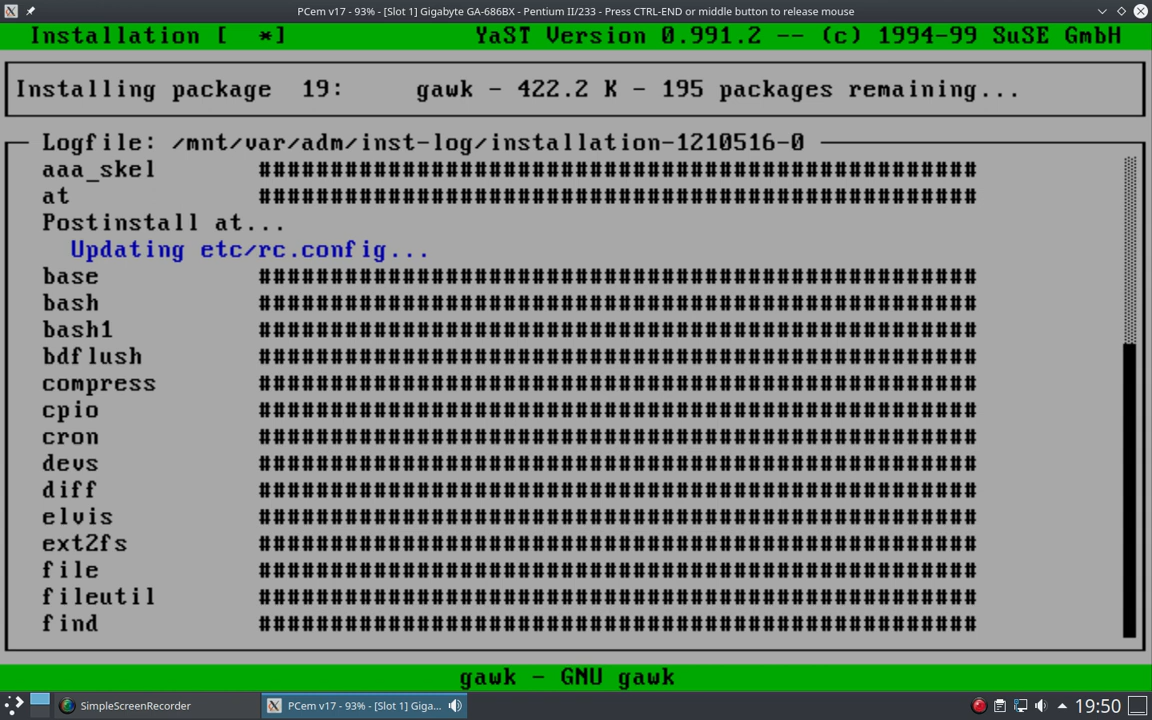 PCem v17 - 93% - [Slot 1] Gigabyte GA-686BX - Pentium II/233 - Press CTRL-END or middle button to release mouse
Installation [  *]   YaST Version 0.991.2 -- (c) 1994-99 SuSE GmbH
Installing package  19:     gawk - 422.2 K - 195 packages remaining...
Logfile: /mnt/var/adm/inst-log/installation-1210516-0
aaa_skel       ##################################################
at             ##################################################
Postinstall at...
Updating etc/rc.config...
base           ##################################################
bash           ##################################################
bash1          ##################################################
bdflush        ##################################################
compress       ##################################################
cpio           ##################################################
cron           ##################################################
devs           ##################################################
diff           ##################################################
elvis          ##################################################
ext2fs         ##################################################
file           ##################################################
fileutil       ##################################################
find           ##################################################
gawk - GNU gawk
SimpleScreenRecorder   PCem v17 - 93% - [Slot 1] Giga...   19:50